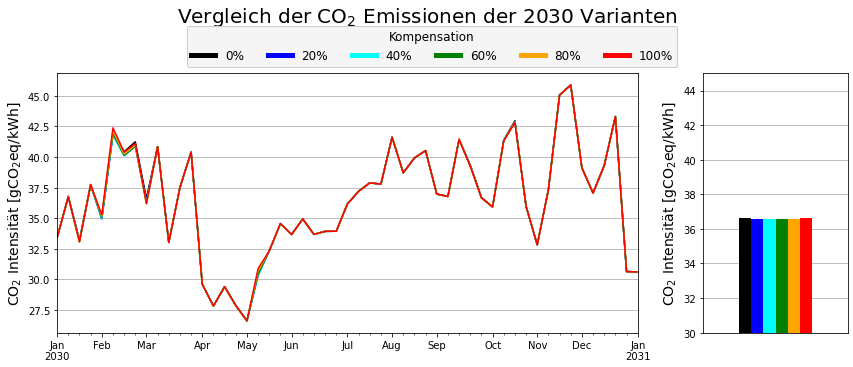 Vergleich der CO₂ Emissionen der 2030 Varianten
Kompensation
0% 20% 40% 60% 80% 100%
CO₂ Intensität [gCO₂eq/kWh]
45.0
42.5
40.0
37.5
35.0
32.5
30.0
27.5
Jan Feb Mar Apr May Jun Jul Aug Sep Oct Nov Dec Jan
2030 2031
CO₂ Intensität [gCO₂eq/kWh]
44
42
40
38
36
34
32
30